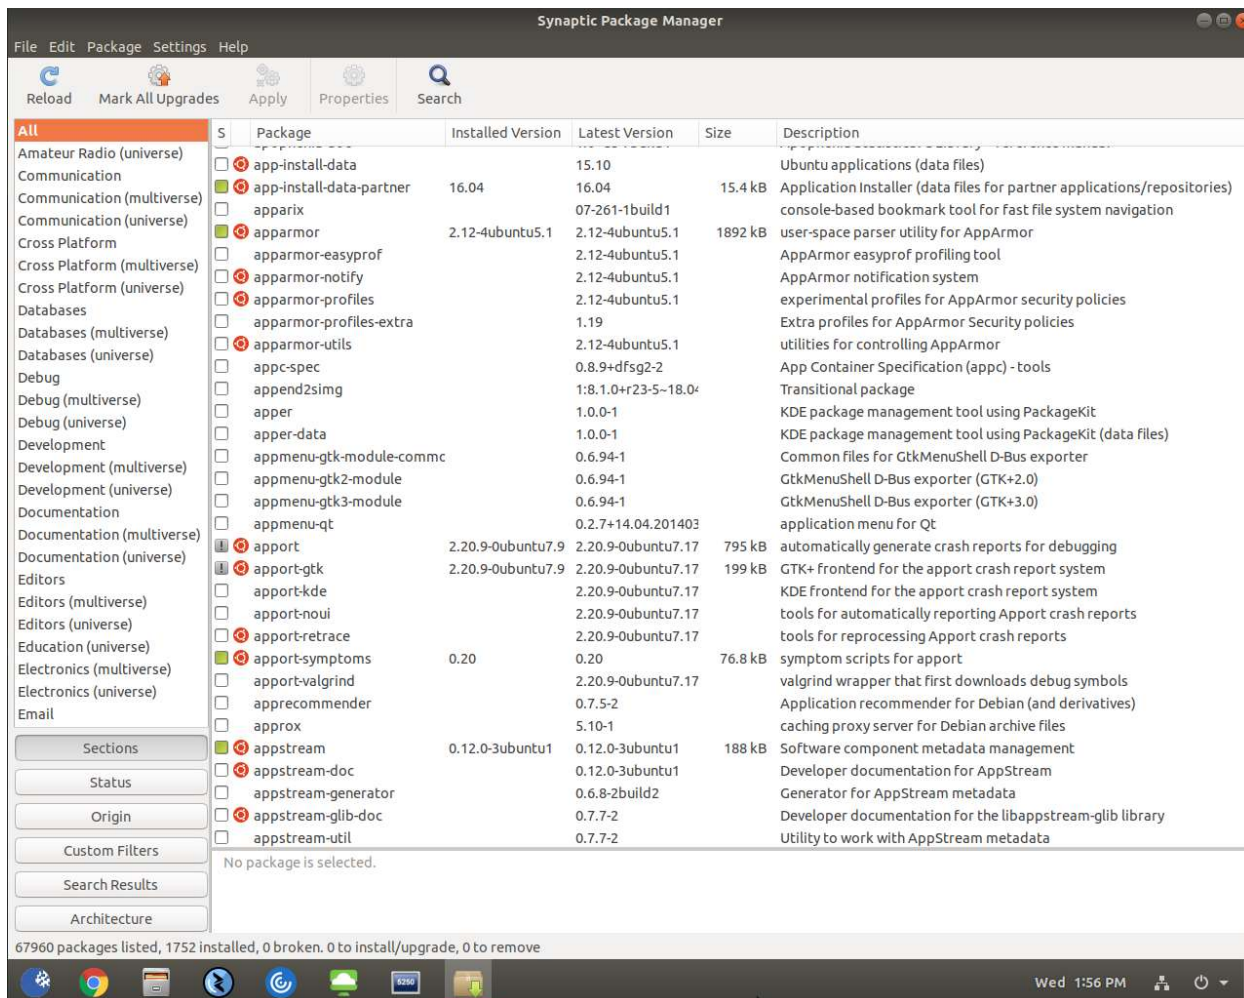 Synaptic Package Manager
File Edit Package Settings Help
Reload Mark All Upgrades Apply Properties Search
All
Amateur Radio (universe)
Communication
Communication (multiverse)
Communication (universe)
Cross Platform
Cross Platform (multiverse)
Cross Platform (universe)
Databases
Databases (multiverse)
Databases (universe)
Debug
Debug (multiverse)
Debug (universe)
Development
Development (multiverse)
Development (universe)
Documentation
Documentation (multiverse)
Documentation (universe)
Editors
Editors (multiverse)
Editors (universe)
Education (universe)
Electronics (multiverse)
Electronics (universe)
Email
Sections
Status
Origin
Custom Filters
Search Results
Architecture
S Package Installed Version Latest Version Size Description
app-install-data 15.10 Ubuntu applications (data files)
app-install-data-partner 16.04 16.04 15.4 kB Application Installer (data files for partner applications/repositories)
apparix 07-261-1build1 console-based bookmark tool for fast file system navigation
apparmor 2.12-4ubuntu5.1 2.12-4ubuntu5.1 1892 kB user-space parser utility for AppArmor
apparmor-easyprof 2.12-4ubuntu5.1 AppArmor easyprof profiling tool
apparmor-notify 2.12-4ubuntu5.1 AppArmor notification system
apparmor-profiles 2.12-4ubuntu5.1 experimental profiles for AppArmor security policies
apparmor-profiles-extra 1.19 Extra profiles for AppArmor Security policies
apparmor-utils 2.12-4ubuntu5.1 utilities for controlling AppArmor
appc-spec 0.8.9+dfsg2-2 App Container Specification (appc) - tools
append2simg 1:8.1.0+r23-5~18.04 Transitional package
apper 1.0.0-1 KDE package management tool using PackageKit
apper-data 1.0.0-1 KDE package management tool using PackageKit (data files)
appmenu-gtk-module-commc 0.6.94-1 Common files for GtkMenuShell D-Bus exporter
appmenu-gtk2-module 0.6.94-1 GtkMenuShell D-Bus exporter (GTK+2.0)
appmenu-gtk3-module 0.6.94-1 GtkMenuShell D-Bus exporter (GTK+3.0)
appmenu-qt 0.2.7+14.04.201403 application menu for Qt
apport 2.20.9-0ubuntu7.9 2.20.9-0ubuntu7.17 795 kB automatically generate crash reports for debugging
apport-gtk 2.20.9-0ubuntu7.9 2.20.9-0ubuntu7.17 199 kB GTK+ frontend for the apport crash report system
apport-kde 2.20.9-0ubuntu7.17 KDE frontend for the apport crash report system
apport-noui 2.20.9-0ubuntu7.17 tools for automatically reporting Apport crash reports
apport-retrace 2.20.9-0ubuntu7.17 tools for reprocessing Apport crash reports
apport-symptoms 0.20 0.20 76.8 kB symptom scripts for apport
apport-valgrind 2.20.9-0ubuntu7.17 valgrind wrapper that first downloads debug symbols
apprecommender 0.7.5-2 Application recommender for Debian (and derivatives)
approx 5.10-1 caching proxy server for Debian archive files
appstream 0.12.0-3ubuntu1 0.12.0-3ubuntu1 188 kB Software component metadata management
appstream-doc 0.12.0-3ubuntu1 Developer documentation for AppStream
appstream-generator 0.6.8-2build2 Generator for AppStream metadata
appstream-glib-doc 0.7.7-2 Developer documentation for the libappstream-glib library
appstream-util 0.7.7-2 Utility to work with AppStream metadata
No package is selected.
67960 packages listed, 1752 installed, 0 broken. 0 to install/upgrade, 0 to remove
5250
Wed 1:56 PM